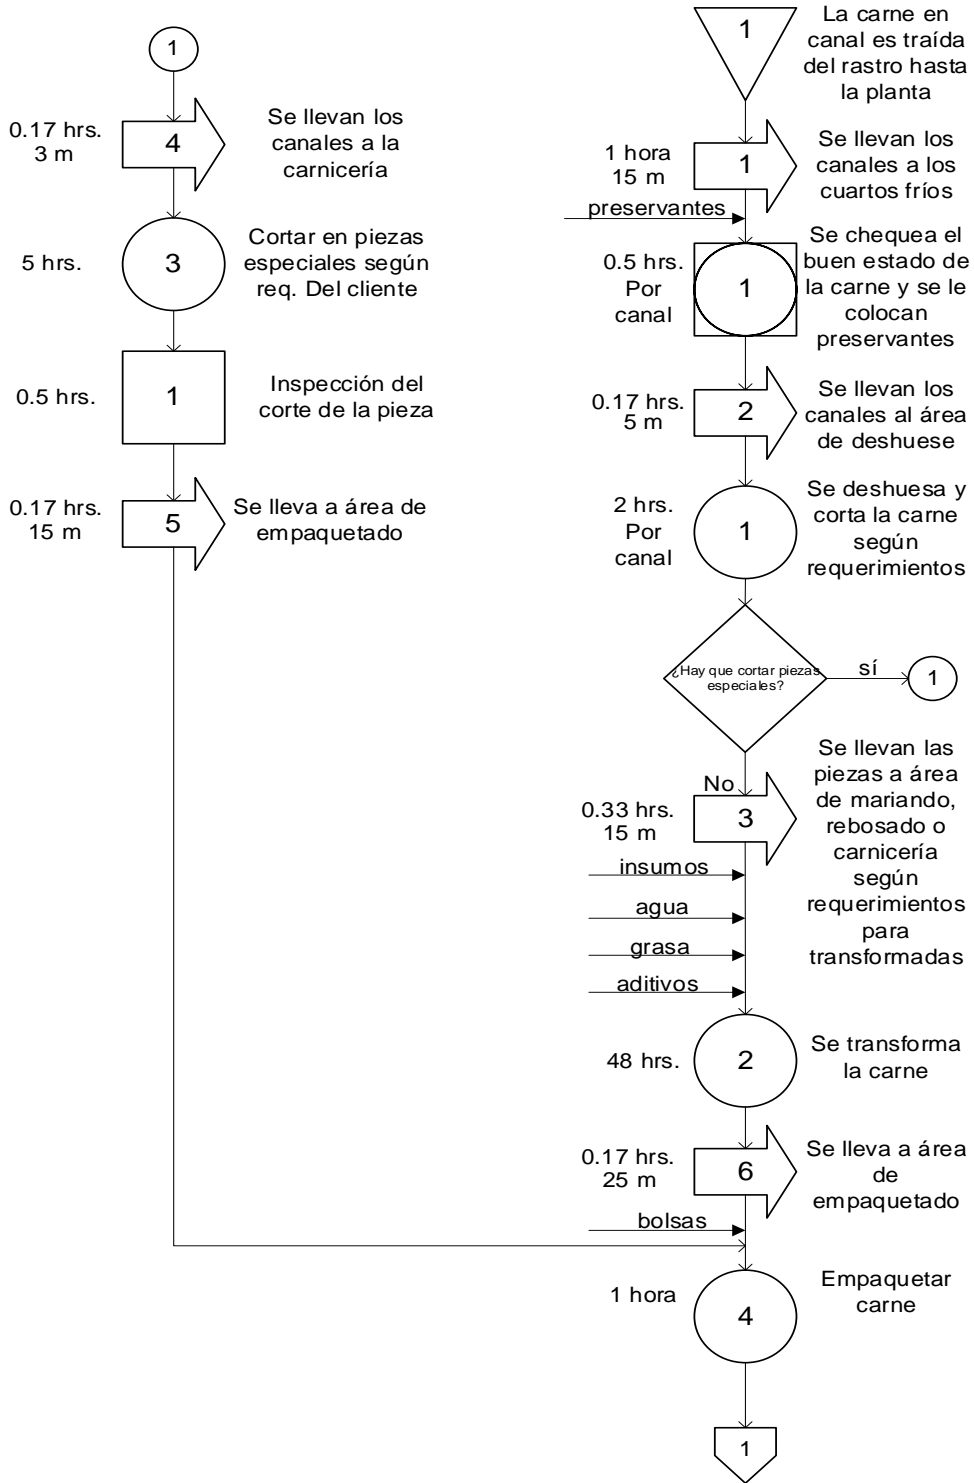 1
0.17 hrs.
3 m
4
Se llevan los
canales a la
carnicería
5 hrs.
3
Cortar en piezas
especiales según
req. Del cliente
0.5 hrs.
1
Inspección del
corte de la pieza
0.17 hrs.
15 m
5
Se lleva a área de
empaquetado
1
La carne en
canal es traída
del rastro hasta
la planta
1 hora
15 m
1
Se llevan los
canales a los
cuartos fríos
preservantes
0.5 hrs.
Por
canal
1
Se chequea el
buen estado de
la carne y se le
colocan
preservantes
0.17 hrs.
5 m
2
Se llevan los
canales al área
de deshuese
2 hrs.
Por
canal
1
Se deshuesa y
corta la carne
según
requerimientos
¿Hay que cortar piezas
especiales?
sí
1
No
0.33 hrs.
15 m
3
Se llevan las
piezas a área
de mariando,
rebosado o
carnicería
según
requerimientos
para
transformadas
insumos
agua
grasa
aditivos
48 hrs.
2
Se transforma
la carne
0.17 hrs.
25 m
6
Se lleva a área
de
empaquetado
bolsas
1 hora
4
Empaquetar
carne
1